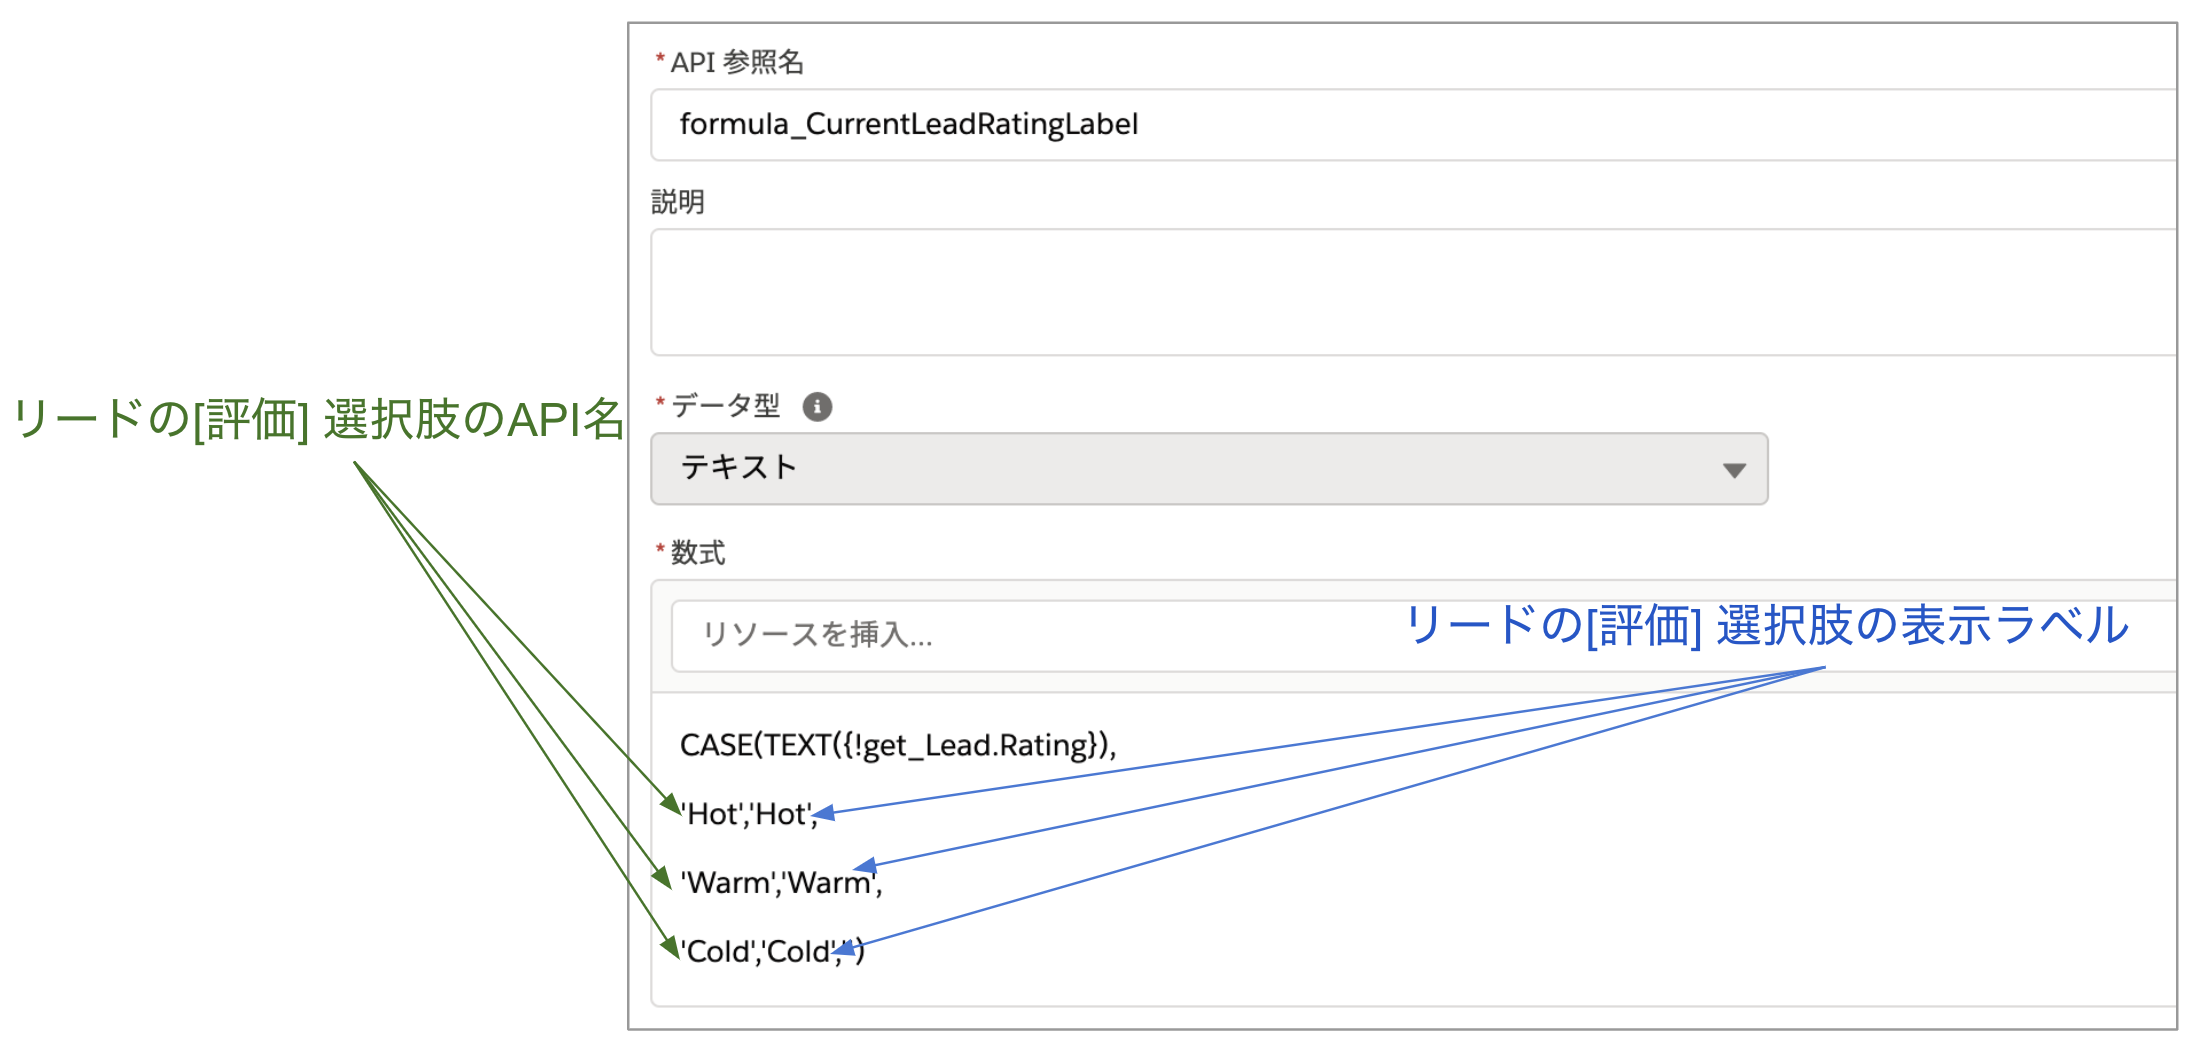 * API 参照名
formula_CurrentLeadRatingLabel
説明
リードの[評価] 選択肢のAPI名
* データ型
テキスト
* 数式
リソースを挿入...
リードの[評価] 選択肢の表示ラベル
CASE(TEXT({!get_Lead.Rating}),
'Hot','Hot',
'Warm','Warm',
'Cold','Cold','')